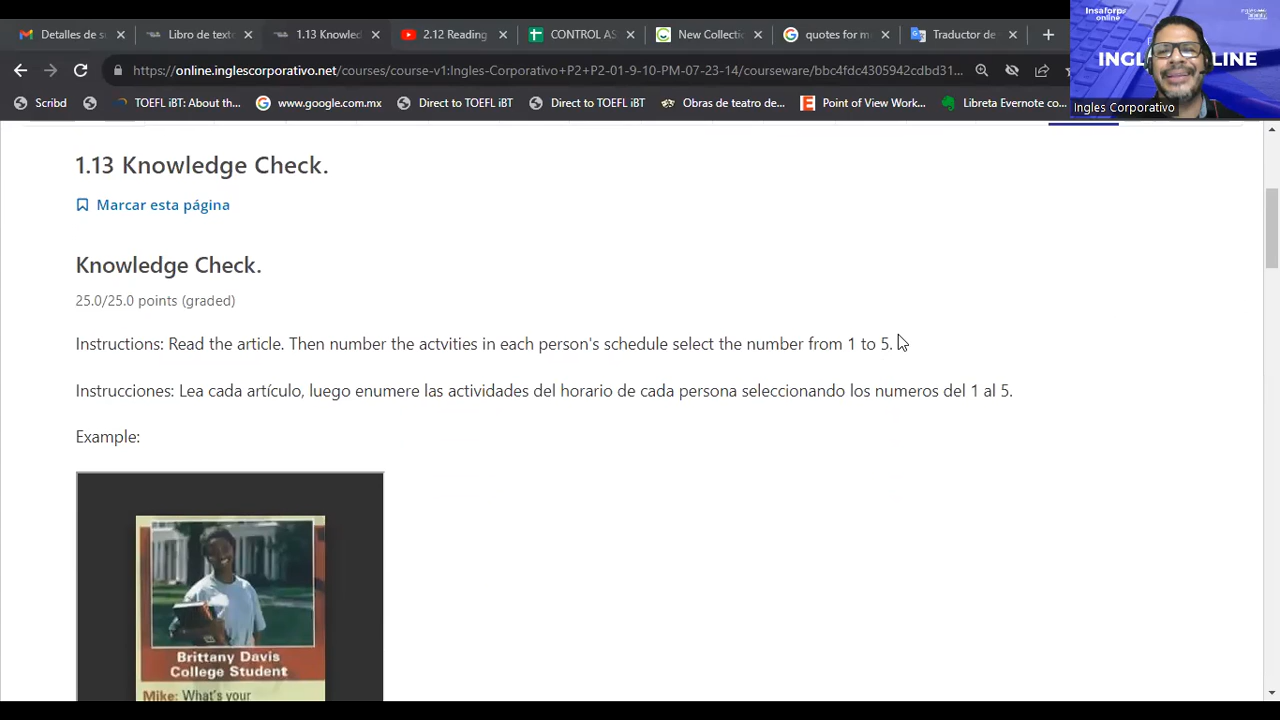 Detalles de s
Libro de text
1.13 Knowled
2.12 Reading
CONTROL AS
New Collecti
quotes for m
Traductor de
https://online.inglescorporativo.net/courses/course-v1:Ingles-Corporativo+P2+P2-01-9-10-PM-07-23-14/courseware/bbc4fdc4305942cdbd31...
Scribd
TOEFL iBT: About th...
www.google.com.mx
Direct to TOEFL iBT
Direct to TOEFL iBT
Obras de teatro de...
Point of View Work...
Libreta Evernote co...
Insaforp
online
INGL
LINE
Ingles Corporativo
1.13 Knowledge Check.
Marcar esta página
Knowledge Check.
25.0/25.0 points (graded)
Instructions: Read the article. Then number the actvities in each person's schedule select the number from 1 to 5.
Instrucciones: Lea cada artículo, luego enumere las actividades del horario de cada persona seleccionando los numeros del 1 al 5.
Example:
Brittany Davis
College Student
Mike: What's your